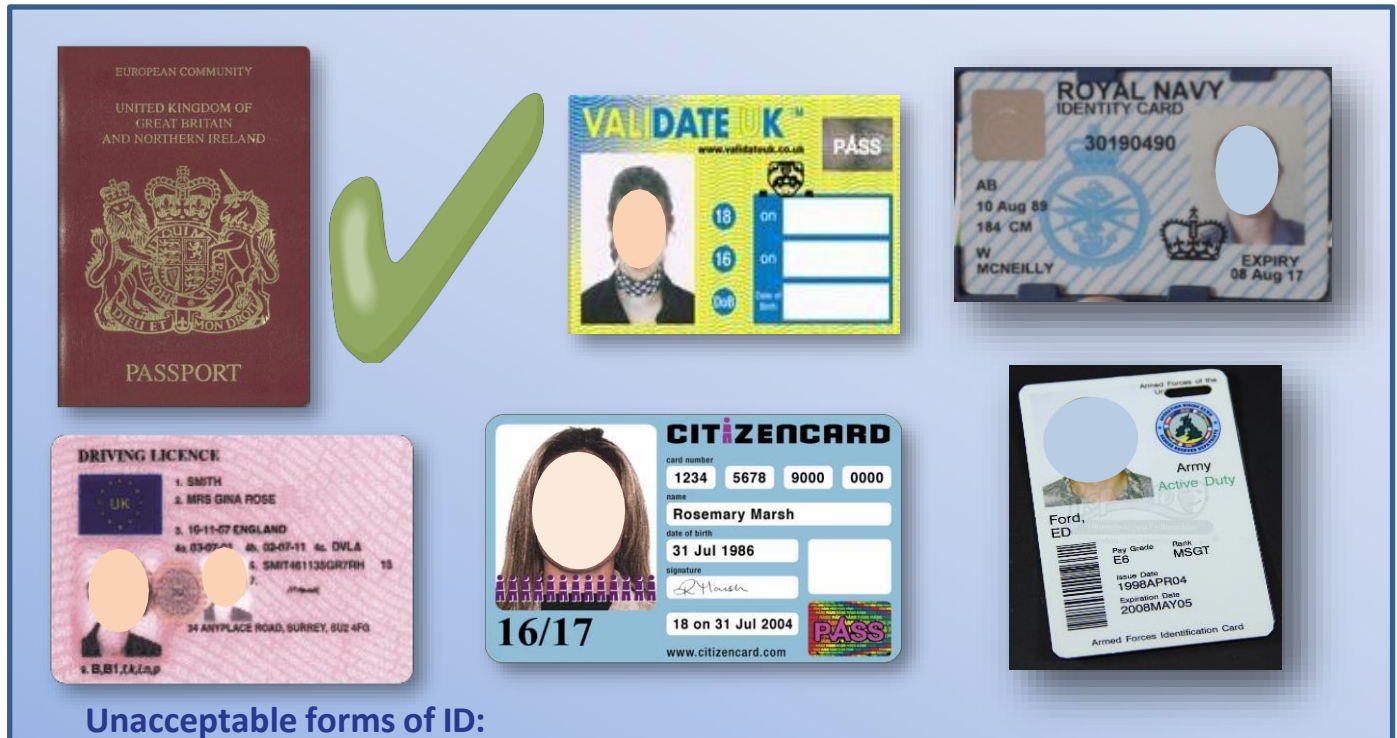 EUROPEAN COMMUNITY
UNITED KINGDOM OF
GREAT BRITAIN
AND NORTHERN IRELAND
DIEU ET MON DROIT
PASSPORT
VALIDATE UK™
www.validateuk.co.uk
PASS
18 on
16 on
DoB Date of
Birth
ROYAL NAVY
IDENTITY CARD
30190490
AB
10 Aug 89
184 CM
W
MCNEILLY
EXPIRY
08 Aug 17
DRIVING LICENCE
UK
1. SMITH
2. MRS GINA ROSE
3. 16-11-67 ENGLAND
4b. 02-07-11 4c. DVLA
34 ANYPLACE ROAD, SURREY, 6U2 4FG
CITIZENCARD
card number
1234 5678 9000 0000
name
Rosemary Marsh
date of birth
31 Jul 1986
signature
R Marsh
16/17
18 on 31 Jul 2004
PASS
www.citizencard.com
Armed Forces of the
Army
Active Duty
Ford,
ED
Pay Grade Rank
E6 MSGT
Issue Date
1998APR04
Expiration Date
2008MAY05
Armed Forces Identification Card
Unacceptable forms of ID: